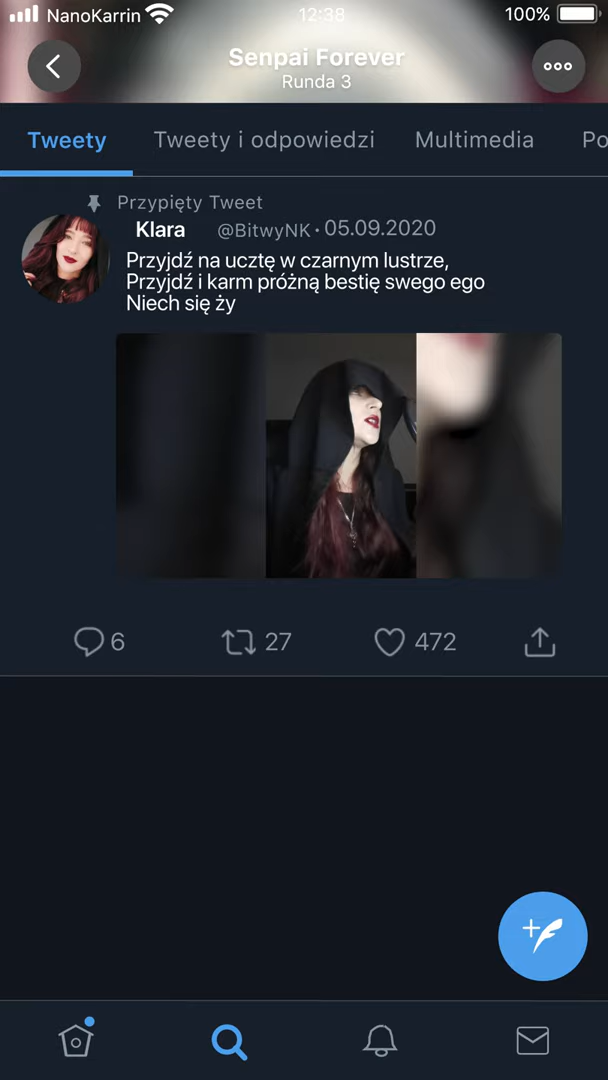 NanoKarrin 12:38 100%
Senpai Forever
Runda 3
Tweety Tweety i odpowiedzi Multimedia Po
Przypięty Tweet
Klara @BitwyNK · 05.09.2020
Przyjdź na ucztę w czarnym lustrze,
Przyjdź i karm próżną bestię swego ego
Niech się ży
6 27 472